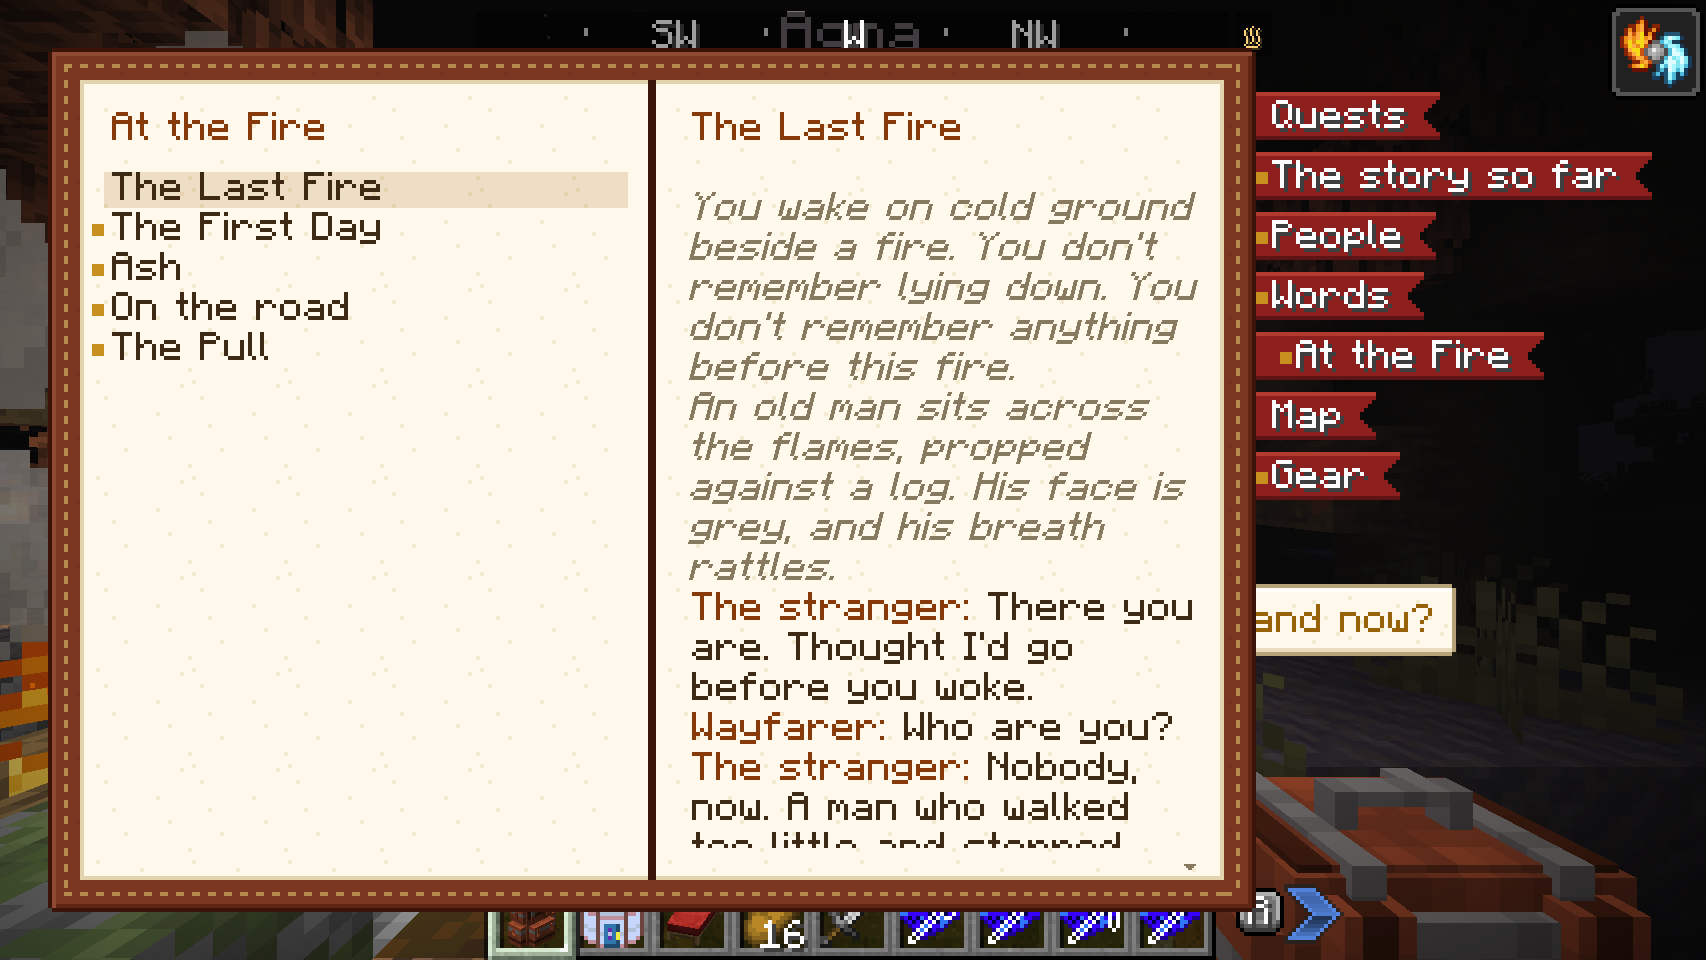 SW W NW
At the Fire
The Last Fire
The First Day
Ash
On the road
The Pull
The Last Fire
You wake on cold ground
beside a fire. You don't
remember lying down. You
don't remember anything
before this fire.
An old man sits across
the flames, propped
against a log. His face is
grey, and his breath
rattles.
The stranger: There you
are. Thought I'd go
before you woke.
Wayfarer: Who are you?
The stranger: Nobody,
now. A man who walked
too little and stopped
Quests
The story so far
People
Words
At the Fire
Map
Gear
and now?
16